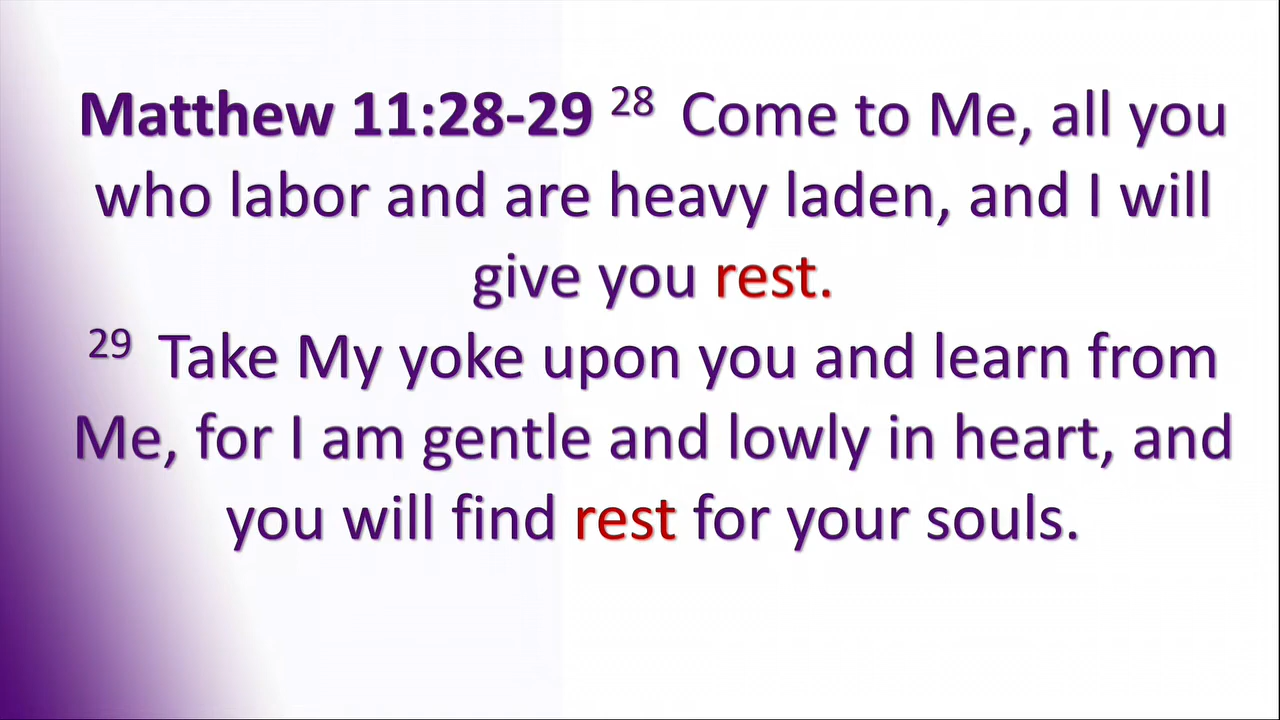 Matthew 11:28-29 28 Come to Me, all you
who labor and are heavy laden, and I will
give you rest.
29 Take My yoke upon you and learn from
Me, for I am gentle and lowly in heart, and
you will find rest for your souls.